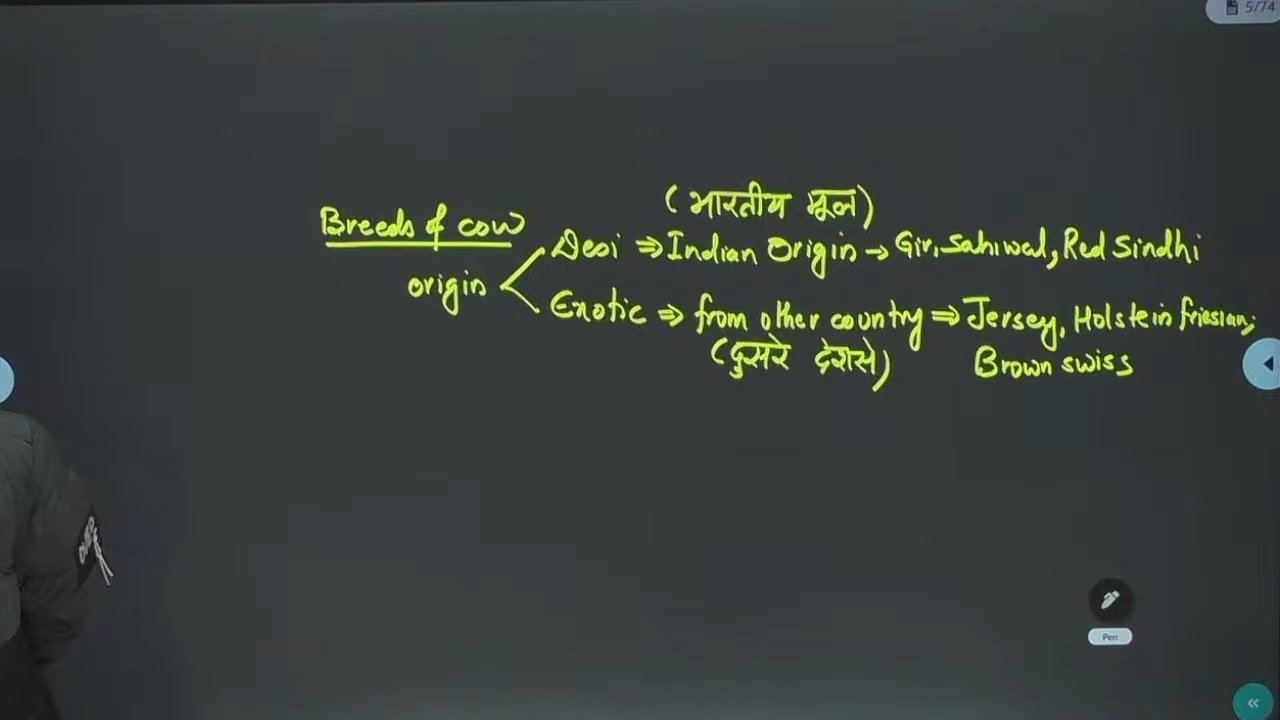 5/74
(भारतीय मूल)
Breeds of cow
Desi ⇒ Indian Origin → Gir, Sahiwal, Red Sindhi
origin
Exotic ⇒ from other country ⇒ Jersey, Holstein friesian,
(दुसरे देशसे)
Brown swiss
Pen